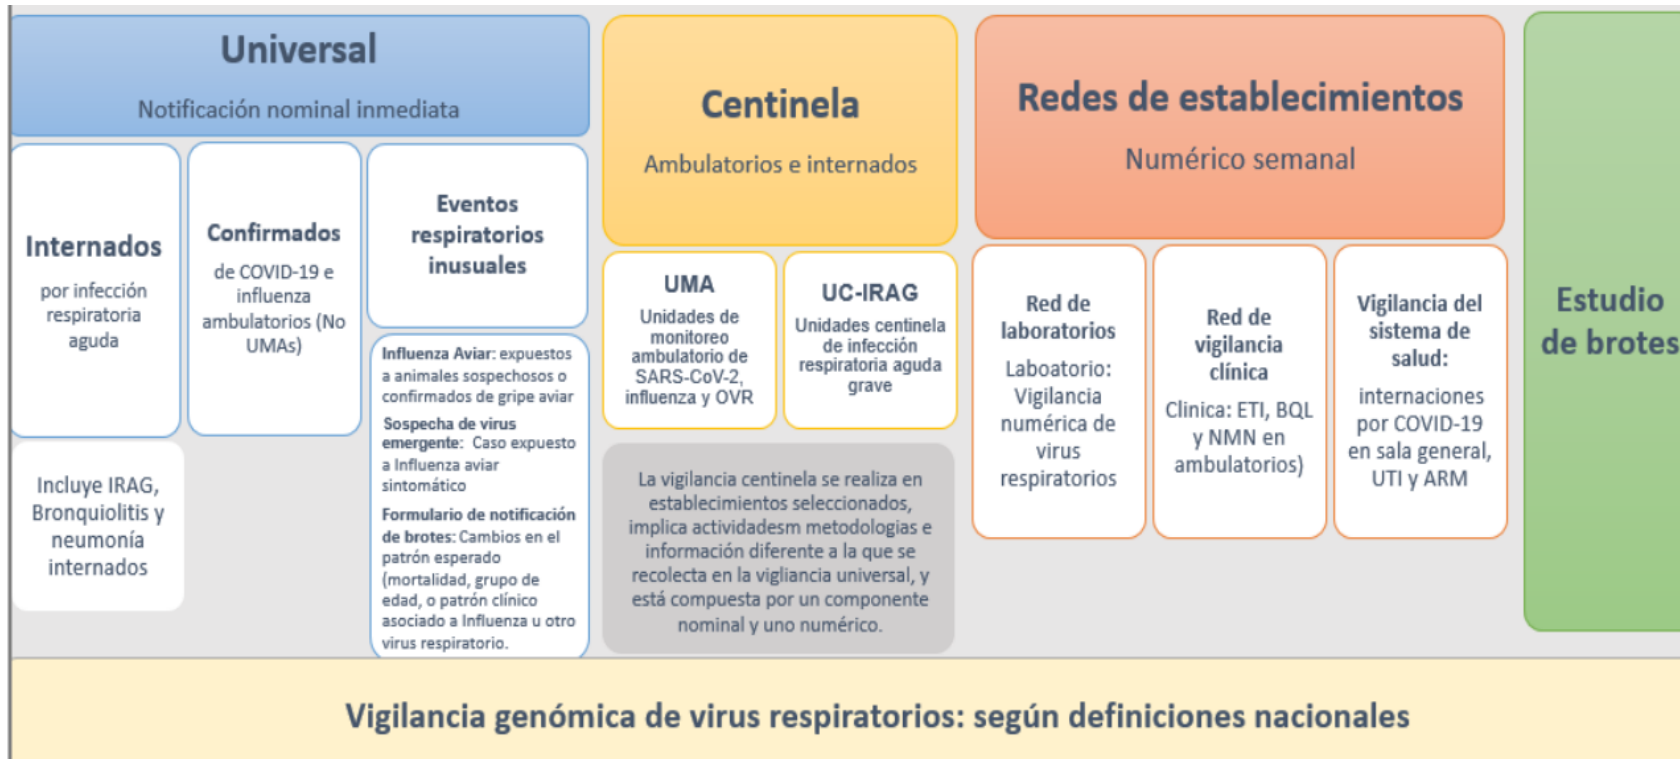 Universal
Notificación nominal inmediata
Internados
por infección
respiratoria
aguda
Incluye IRAG,
Bronquiolitis y
neumonía
internados
Confirmados
de COVID-19 e
influenza
ambulatorios (No
UMAs)
Eventos
respiratorios
inusuales
Influenza Aviar: expuestos
a animales sospechosos o
confirmados de gripe aviar
Sospecha de virus
emergente: Caso expuesto
a Influenza aviar
sintomático
Formulario de notificación
de brotes: Cambios en el
patrón esperado
(mortalidad, grupo de
edad, o patrón clínico
asociado a Influenza u otro
virus respiratorio.
Centinela
Ambulatorios e internados
UMA
Unidades de
monitoreo
ambulatorio de
SARS-CoV-2,
influenza y OVR
UC-IRAG
Unidades centinela
de infección
respiratoria aguda
grave
La vigilancia centinela se realiza en
establecimientos seleccionados,
implica actividadesm metodologias e
información diferente a la que se
recolecta en la vigliancia universal, y
está compuesta por un componente
nominal y uno numérico.
Redes de establecimientos
Numérico semanal
Red de
laboratorios
Laboatorio:
Vigilancia
numérica de
virus
respiratorios
Red de
vigilancia
clínica
Clinica: ETI, BQL
y NMN en
ambulatorios)
Vigilancia del
sistema de
salud:
internaciones
por COVID-19
en sala general,
UTI y ARM
Estudio
de brotes
Vigilancia genómica de virus respiratorios: según definiciones nacionales